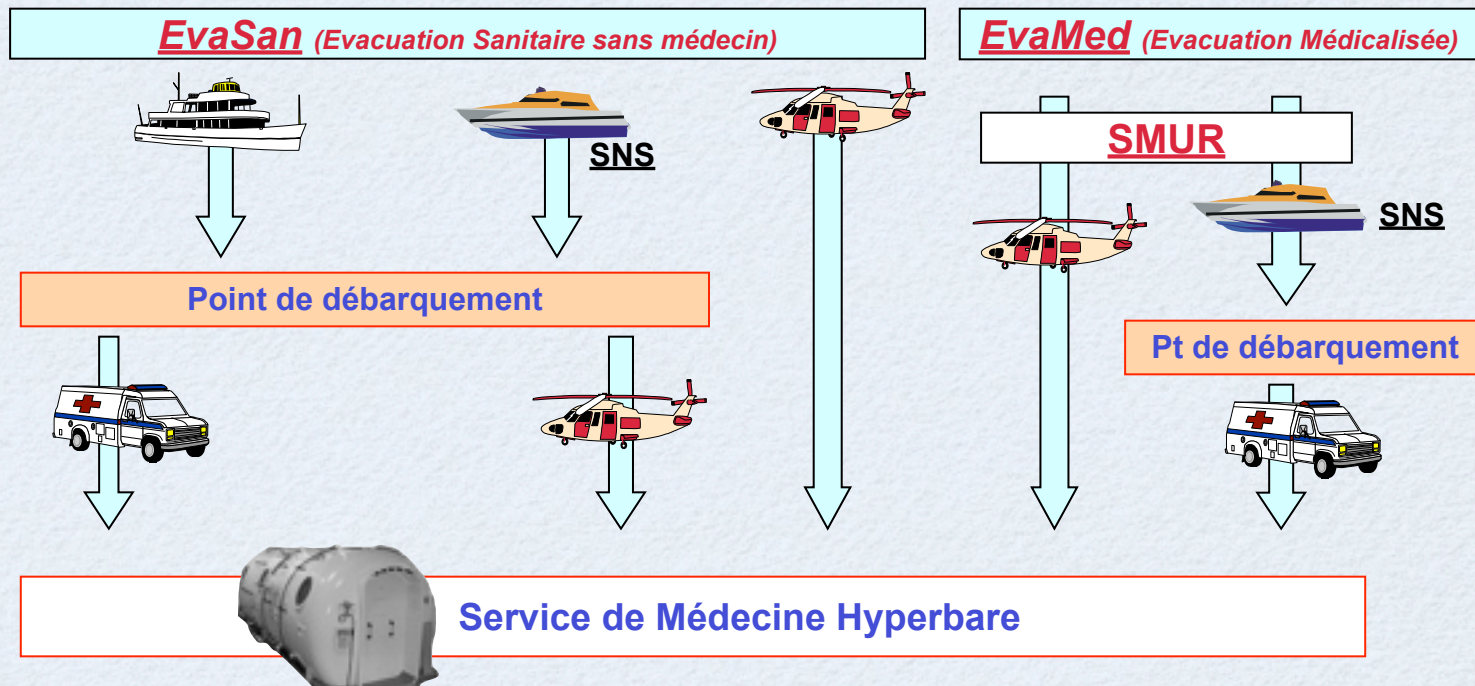 EvaSan (Evacuation Sanitaire sans médecin)
EvaMed (Evacuation Médicalisée)
SMUR
SNS
SNS
Point de débarquement
Pt de débarquement
Service de Médecine Hyperbare